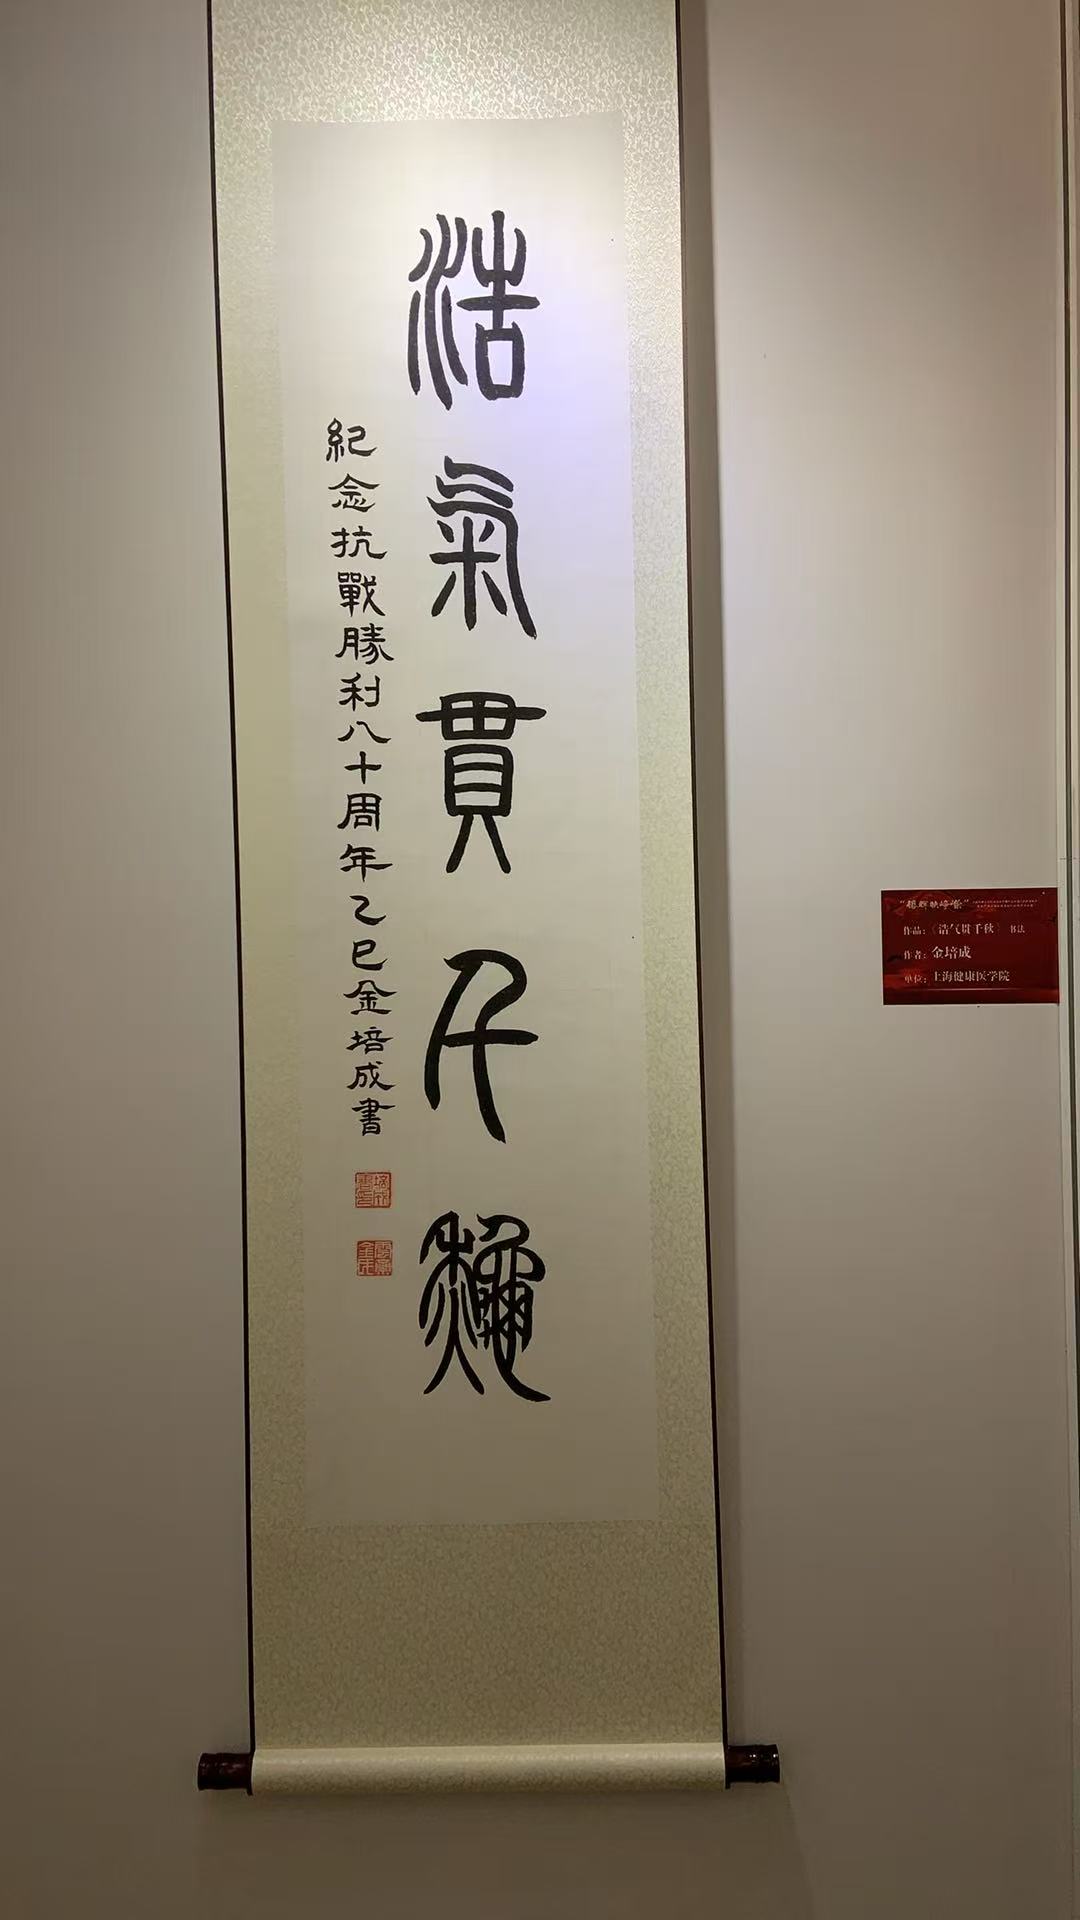 浩氣貫千龝
紀念抗戰勝利八十周年乙巳金培成書
作品：《浩气贯千秋》 书法
作者：金培成
单位：上海健康医学院